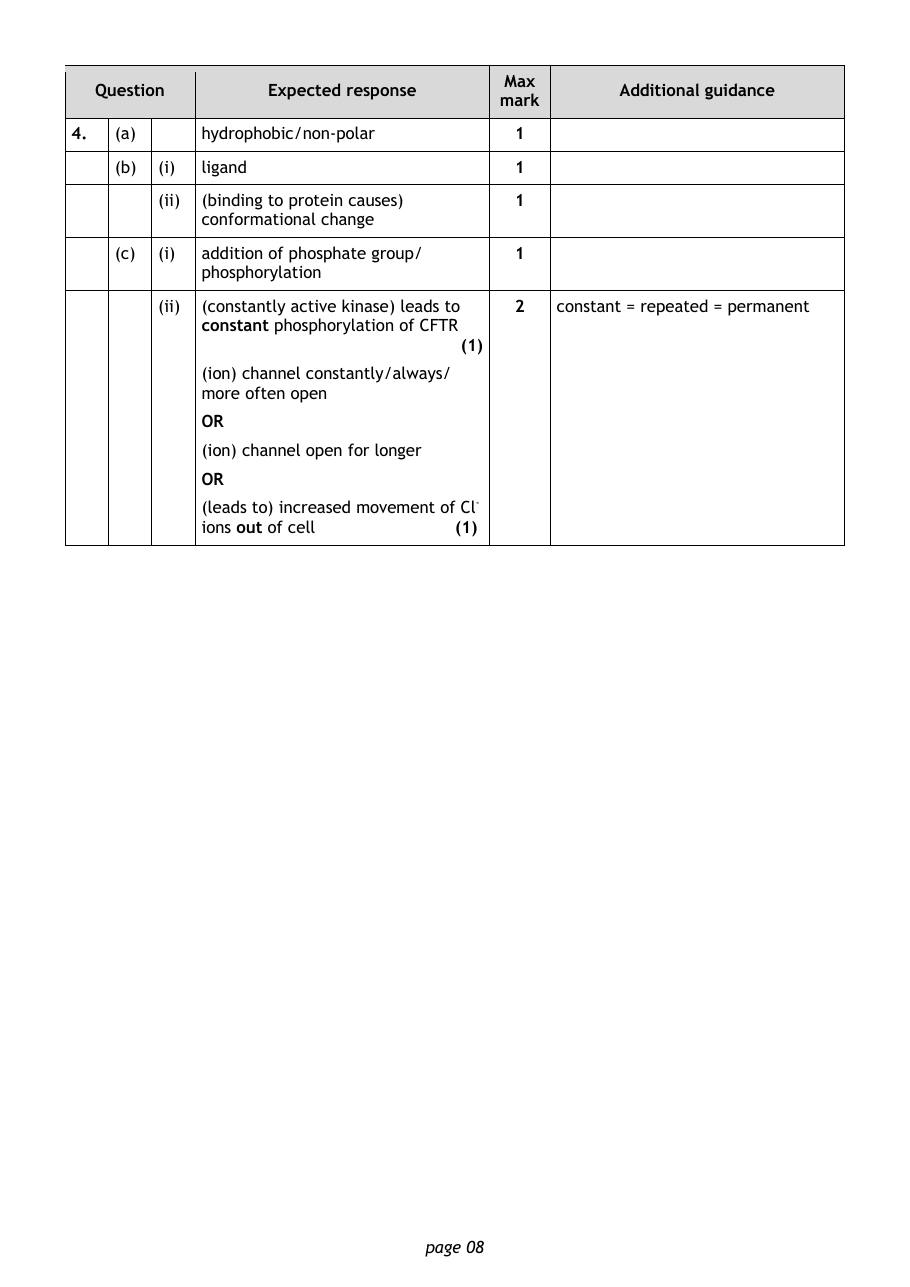 Question Expected response Max mark Additional guidance
4. (a) hydrophobic/non-polar 1
(b) (i) ligand 1
(ii) (binding to protein causes) 1
conformational change
(c) (i) addition of phosphate group/ 1
phosphorylation
(ii) (constantly active kinase) leads to 2 constant = repeated = permanent
constant phosphorylation of CFTR
(1)
(ion) channel constantly/always/
more often open
OR
(ion) channel open for longer
OR
(leads to) increased movement of Cl⁻
ions out of cell (1)
page 08